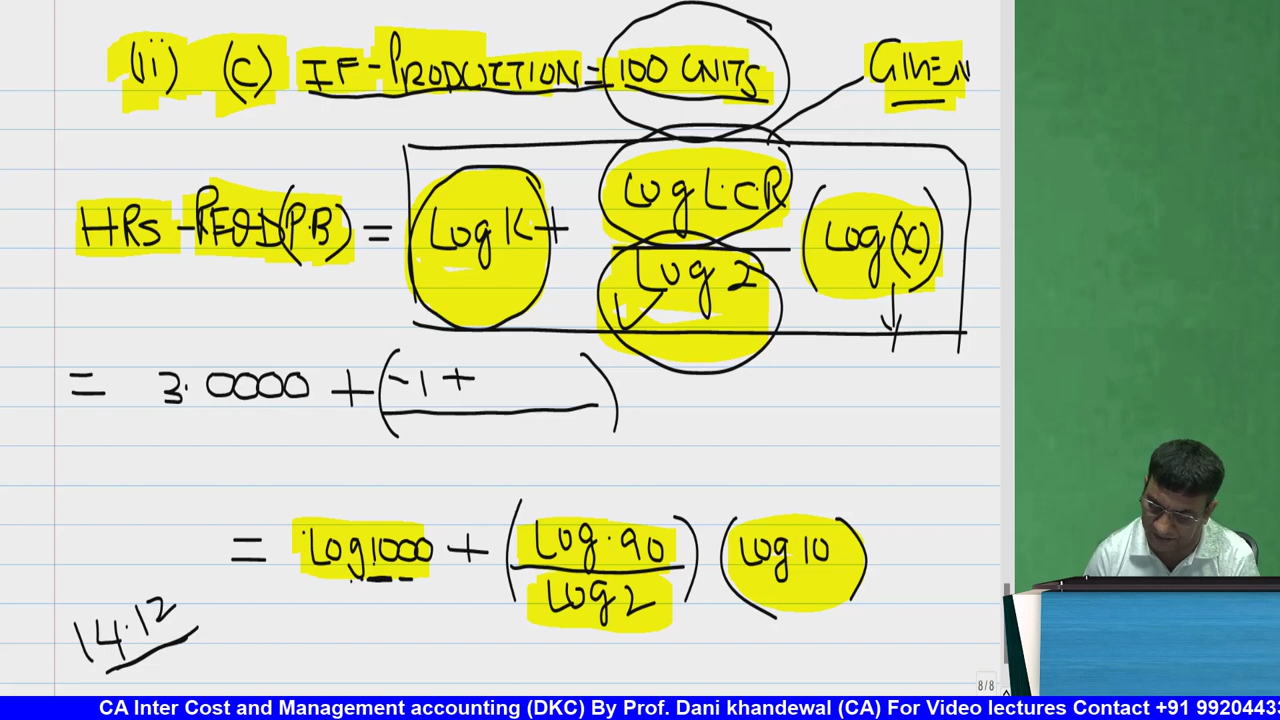 (ii) (C) IF - PRODUCTION = 100 UNITS GIVEN
HRS - REQD (P.B) = Log K + Log L.C.R / Log 2 (Log(x)
= 3.0000 + (-1 + )
= Log 1000 + (Log .90 / Log 2) (Log 10)
14.12
8/8
CA Inter Cost and Management accounting (DKC) By Prof. Dani khandewal (CA) For Video lectures Contact +91 9920443